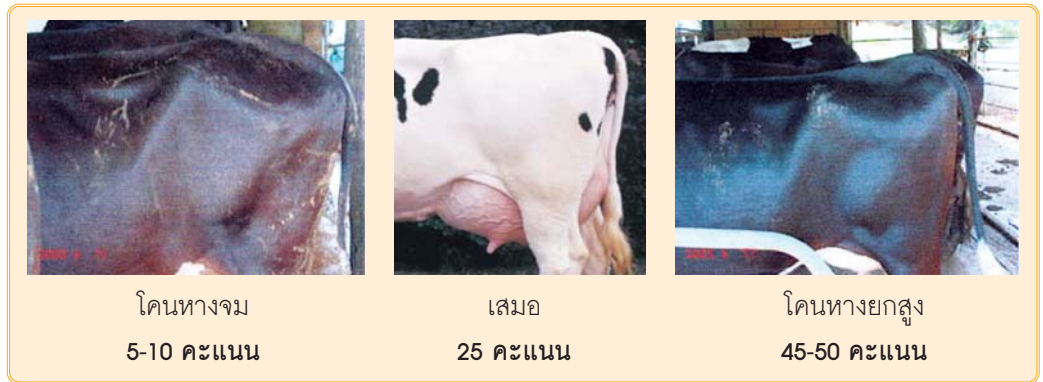 โคนหางจม
5-10 คะแนน
เสมอ
25 คะแนน
โคนหางยกสูง
45-50 คะแนน